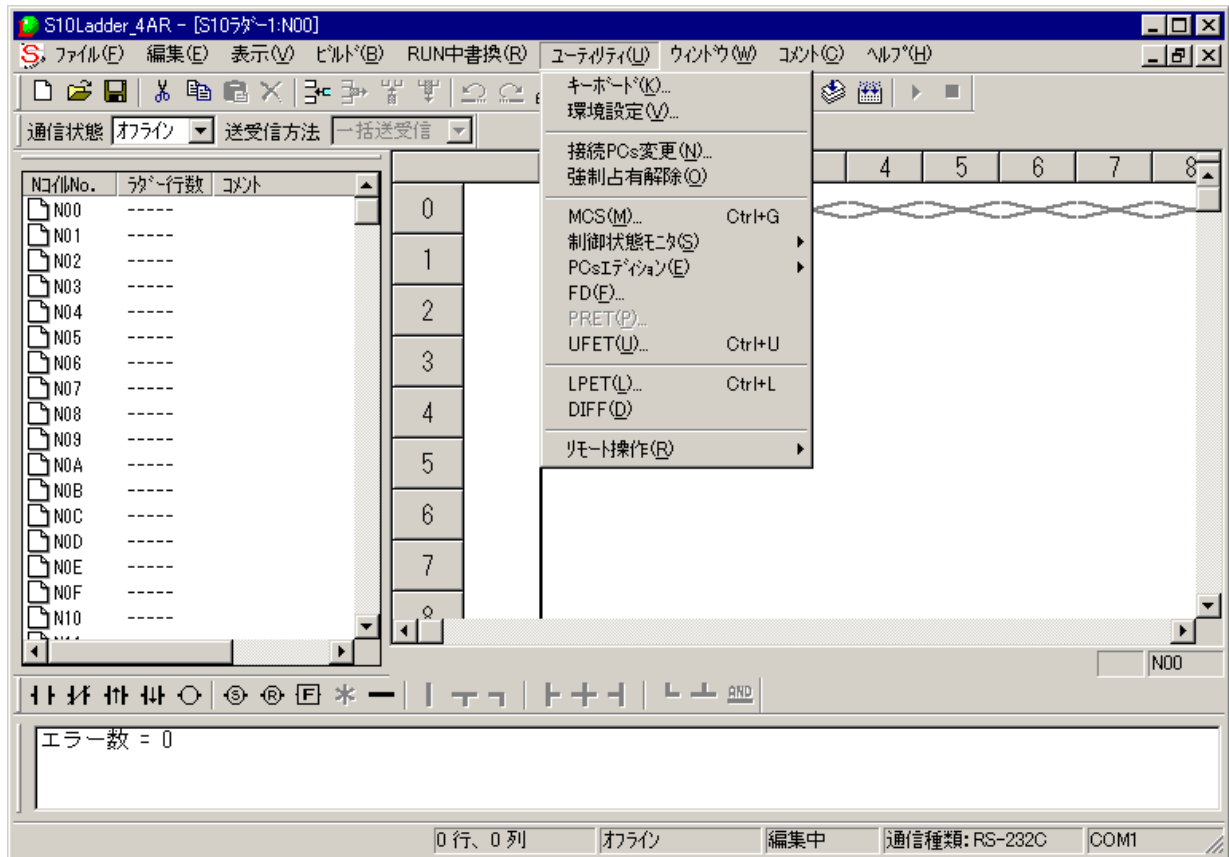 S10Ladder_4AR - [S10ﾗﾀﾞｰ1:N00]
ﾌｧｲﾙ(F) 編集(E) 表示(V) ﾋﾞﾙﾄﾞ(B) RUN中書換(R) ﾕｰﾃｨﾘﾃｨ(U) ｳｨﾝﾄﾞｳ(W) ｺﾒﾝﾄ(C) ﾍﾙﾌﾟ(H)
通信状態 ｵﾌﾗｲﾝ 送受信方法 一括送受信
ｷｰﾎﾞｰﾄﾞ(K)...
環境設定(V)...
接続PCs変更(N)...
強制占有解除(O)
MCS(M)... Ctrl+G
制御状態ﾓﾆﾀ(S)
PCsｴﾃﾞｨｼｮﾝ(E)
FD(F)...
PRET(P)...
UFET(U)... Ctrl+U
LPET(L)... Ctrl+L
DIFF(D)
ﾘﾓｰﾄ操作(R)
NｺｲﾙNo. ﾗﾀﾞｰ行数 ｺﾒﾝﾄ
N00 -----
N01 -----
N02 -----
N03 -----
N04 -----
N05 -----
N06 -----
N07 -----
N08 -----
N09 -----
N0A -----
N0B -----
N0C -----
N0D -----
N0E -----
N0F -----
N10 -----
4 5 6 7 8
0
1
2
3
4
5
6
7
8
N00
S R F AND
エラー数 = 0
0 行、0 列 ｵﾌﾗｲﾝ 編集中 通信種類: RS-232C COM1